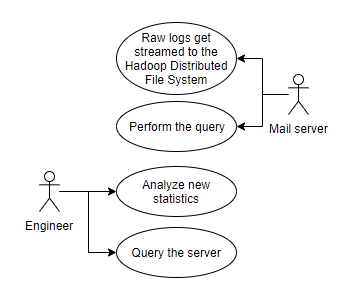 Raw logs get
streamed to the
Hadoop Distributed
File System
Mail server
Perform the query
Analyze new
statistics
Engineer
Query the server